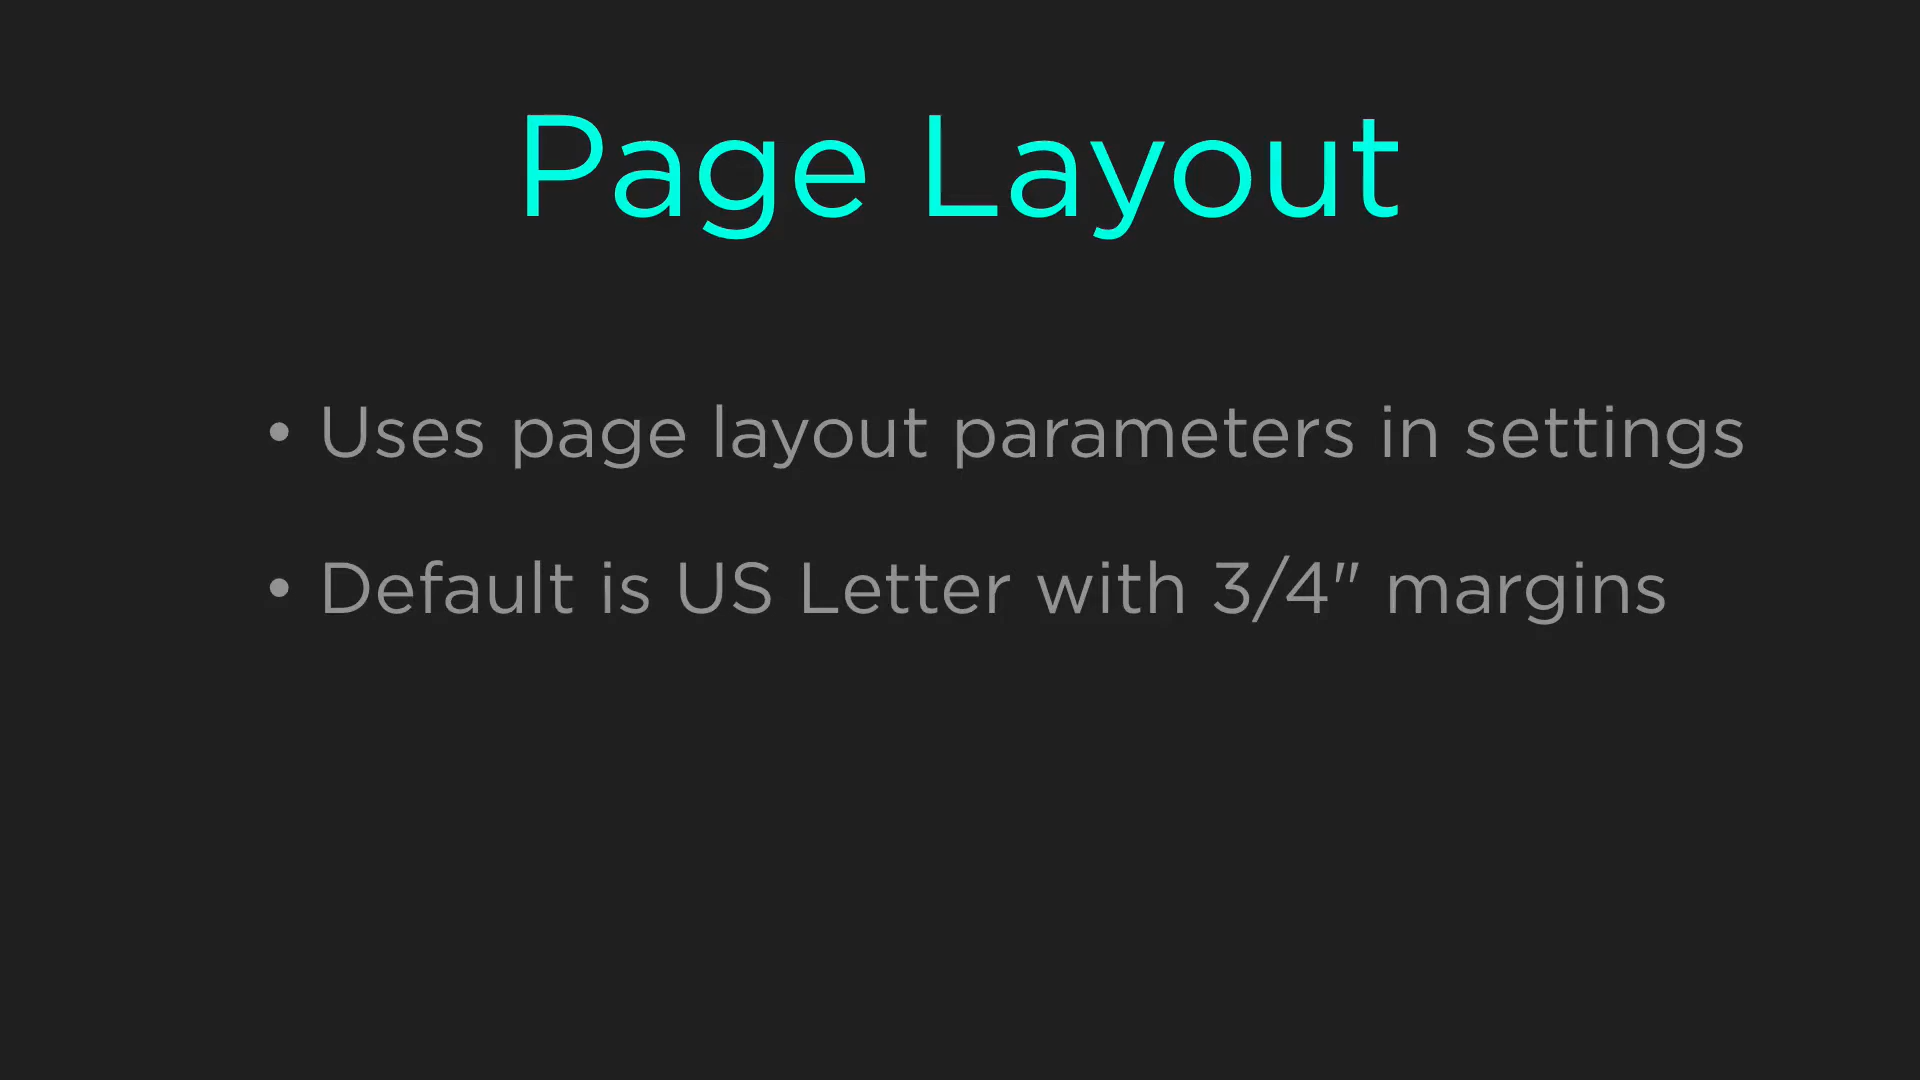 Page Layout
• Uses page layout parameters in settings
• Default is US Letter with 3/4" margins